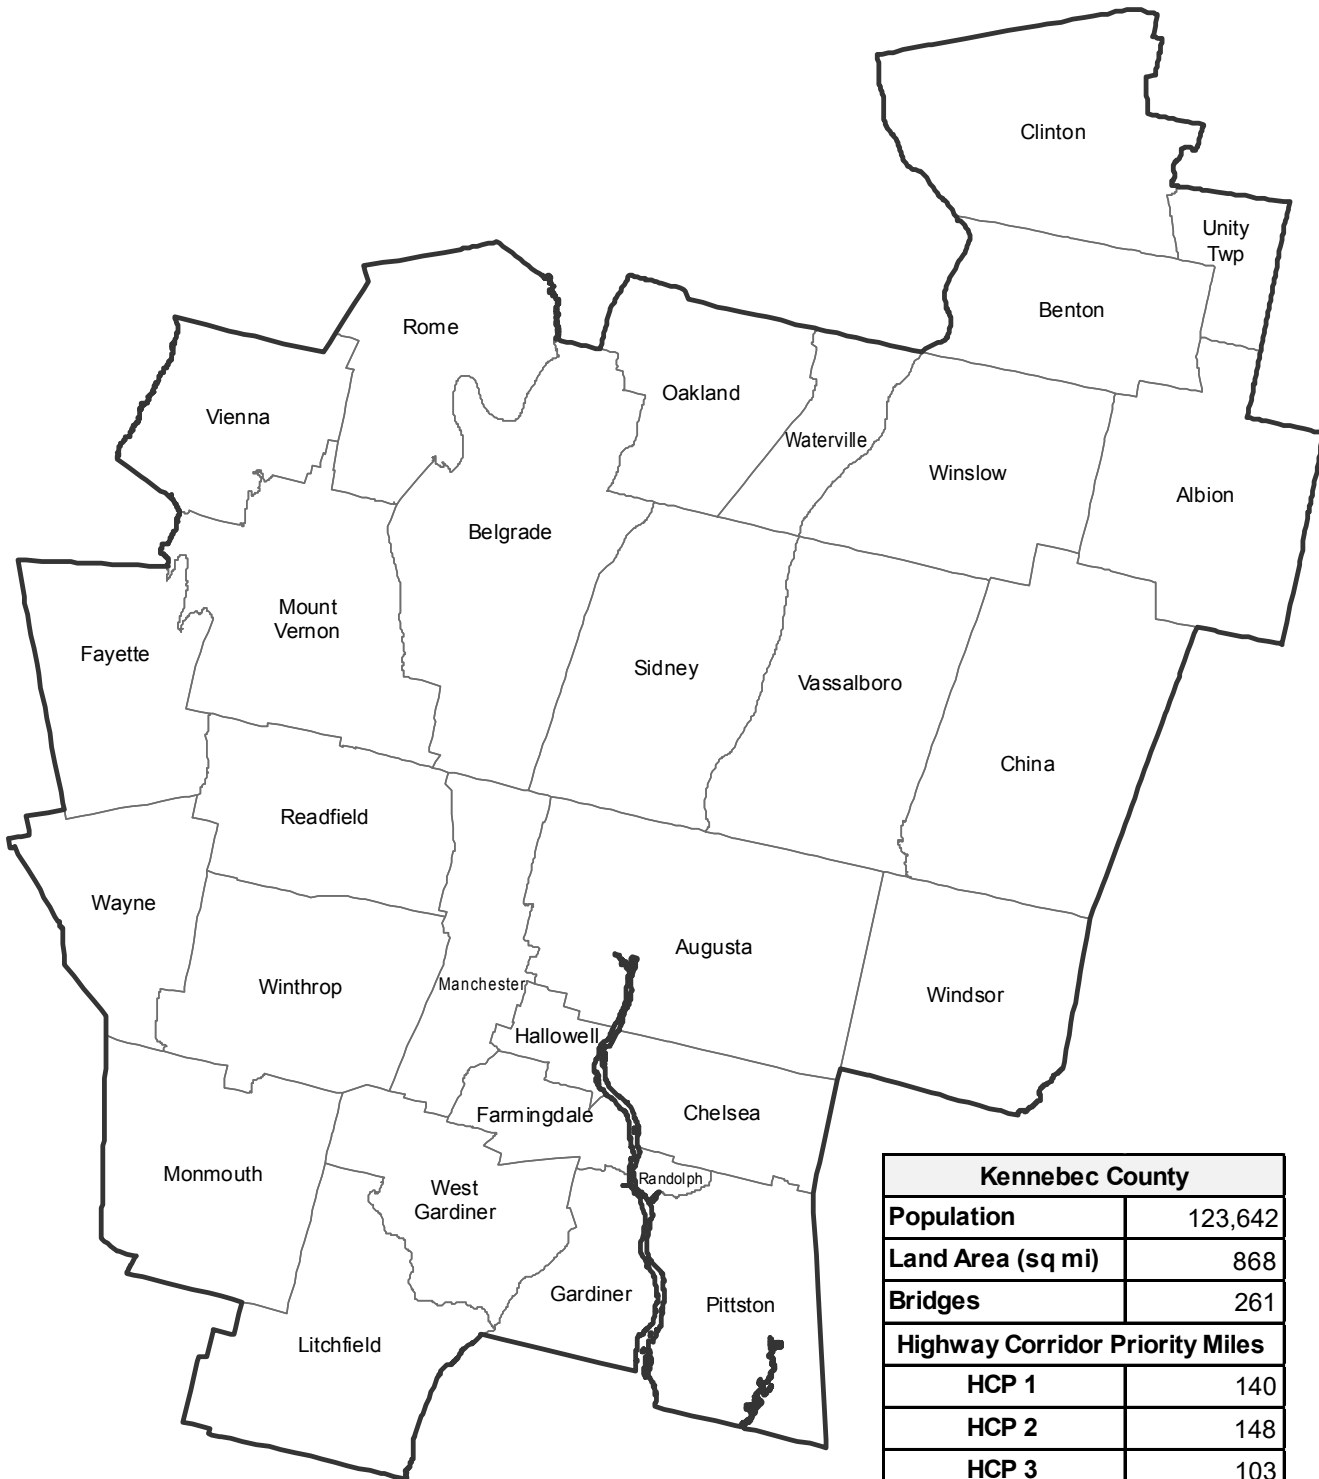 Clinton
Unity
Twp
Benton
Rome
Oakland
Vienna
Waterville
Winslow
Albion
Belgrade
Mount
Vernon
Fayette
Sidney
Vassalboro
China
Readfield
Wayne
Augusta
Winthrop
Manchester
Windsor
Hallowell
Farmingdale
Chelsea
Monmouth
Randolph
West
Gardiner
Gardiner
Pittston
Litchfield
Kennebec County
Population 123,642
Land Area (sq mi) 868
Bridges 261
Highway Corridor Priority Miles
HCP 1 140
HCP 2 148
HCP 3 103